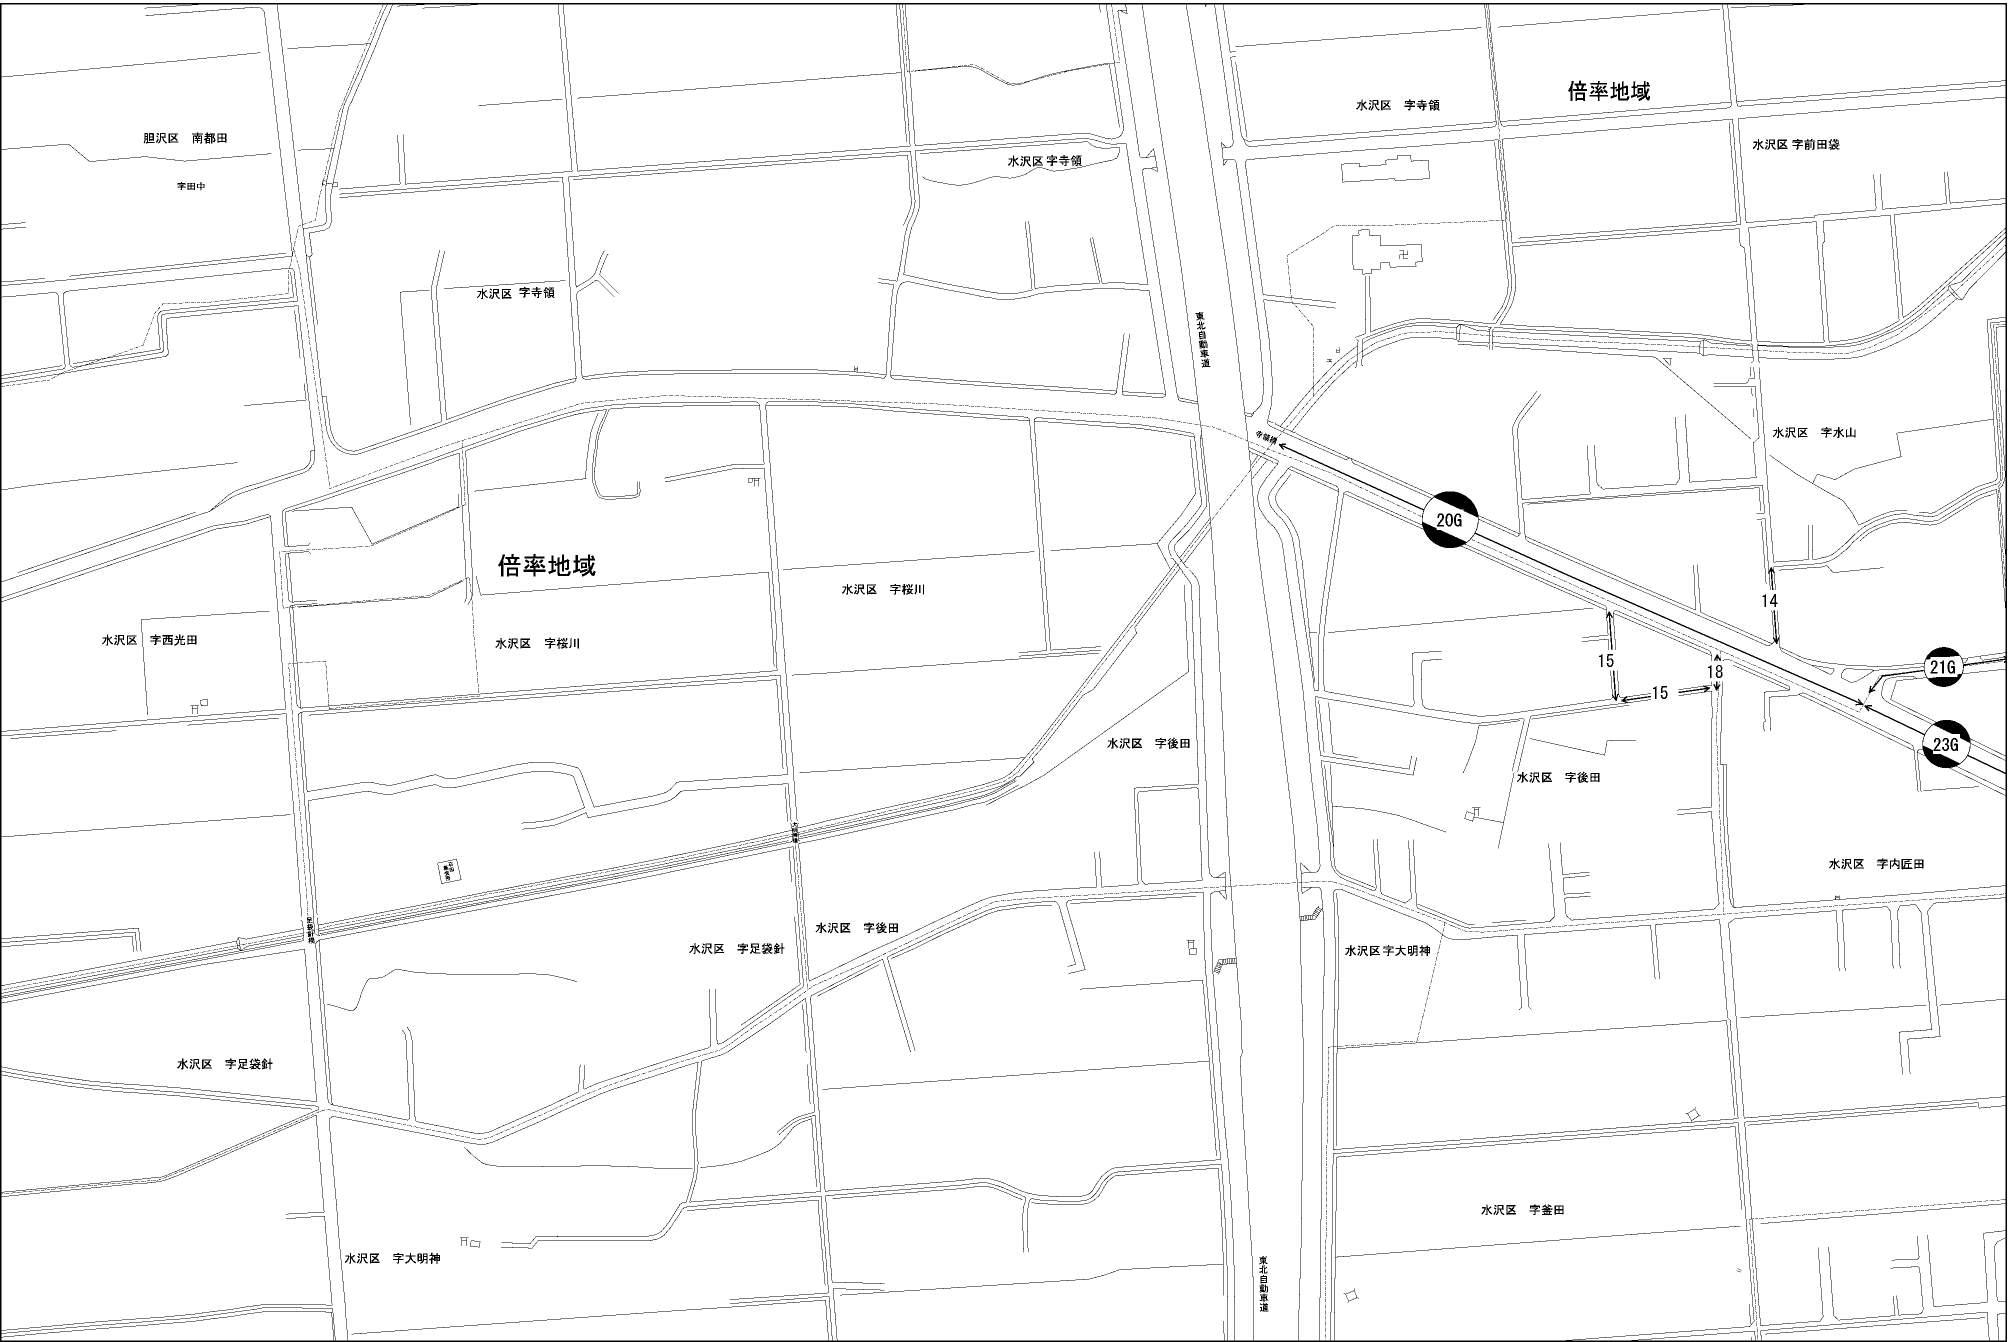 倍率地域
水沢区 字寺領
胆沢区 南都田
水沢区 字前田袋
水沢区 字寺領
字田中
水沢区 字寺領
東北自動車道
水沢区 字水山
寺領橋
20G
倍率地域
水沢区 字桜川
14
水沢区 字西光田
水沢区 字桜川
15
18
21G
15
水沢区 字後田
23G
水沢区 字後田
水沢区 字内匠田
水沢区 字後田
水沢区 字足袋針
水沢区 字大明神
足袋針橋
水沢区 字足袋針
水沢区 字釜田
水沢区 字大明神
東北自動車道